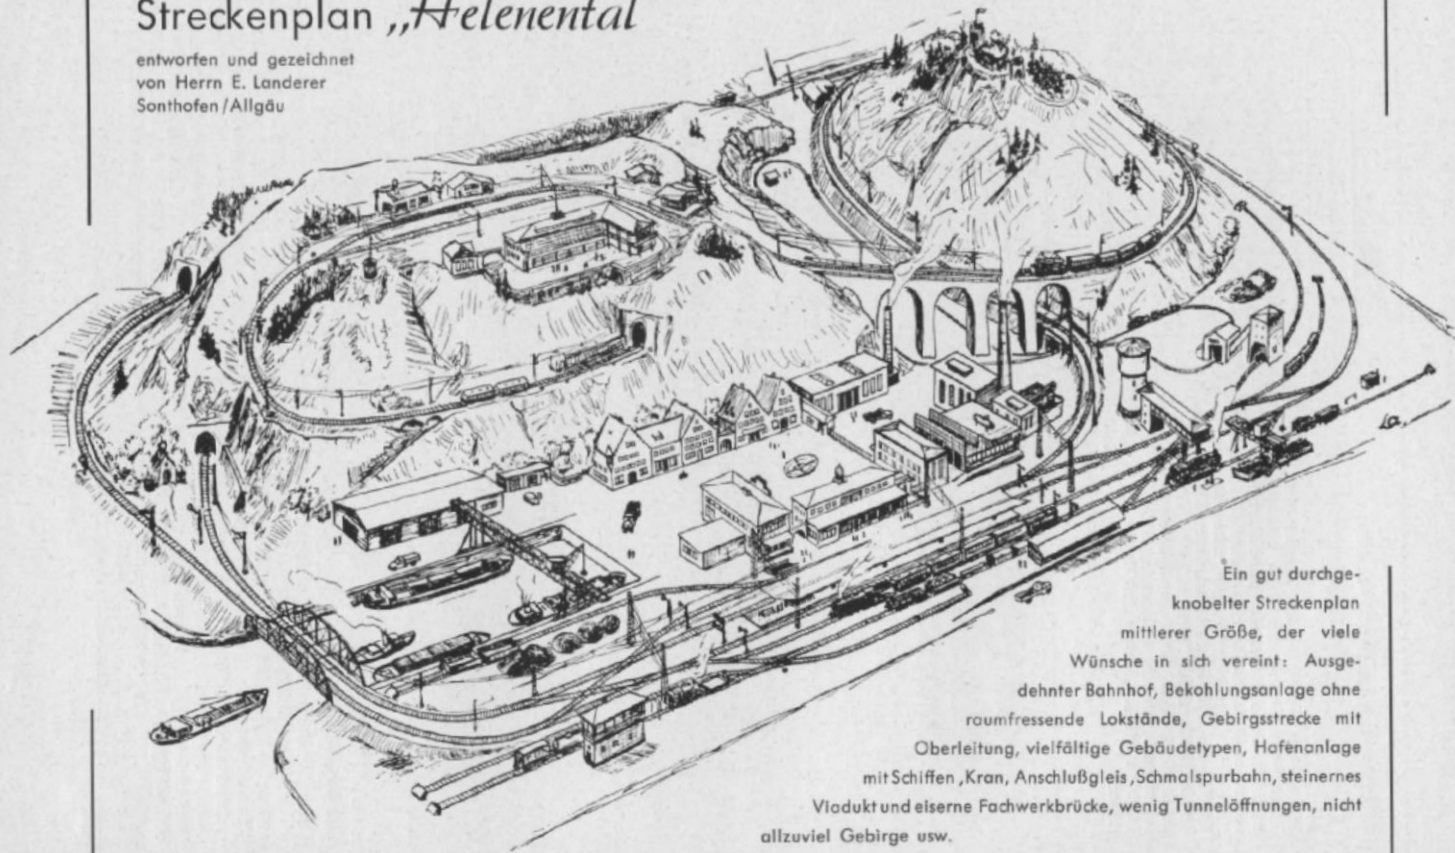 Streckenplan „Helenental
entworfen und gezeichnet
von Herrn E. Landerer
Sonthofen/Allgäu
La.
Ein gut durchge-
knobelter Streckenplan
mittlerer Größe, der viele
Wünsche in sich vereint: Ausge-
dehnter Bahnhof, Bekohlungsanlage ohne
raumfressende Lokstände, Gebirgsstrecke mit
Oberleitung, vielfältige Gebäudetypen, Hafenanlage
mit Schiffen, Kran, Anschlußgleis, Schmalspurbahn, steinernes
Viadukt und eiserne Fachwerkbrücke, wenig Tunnelöffnungen, nicht
allzuviel Gebirge usw.